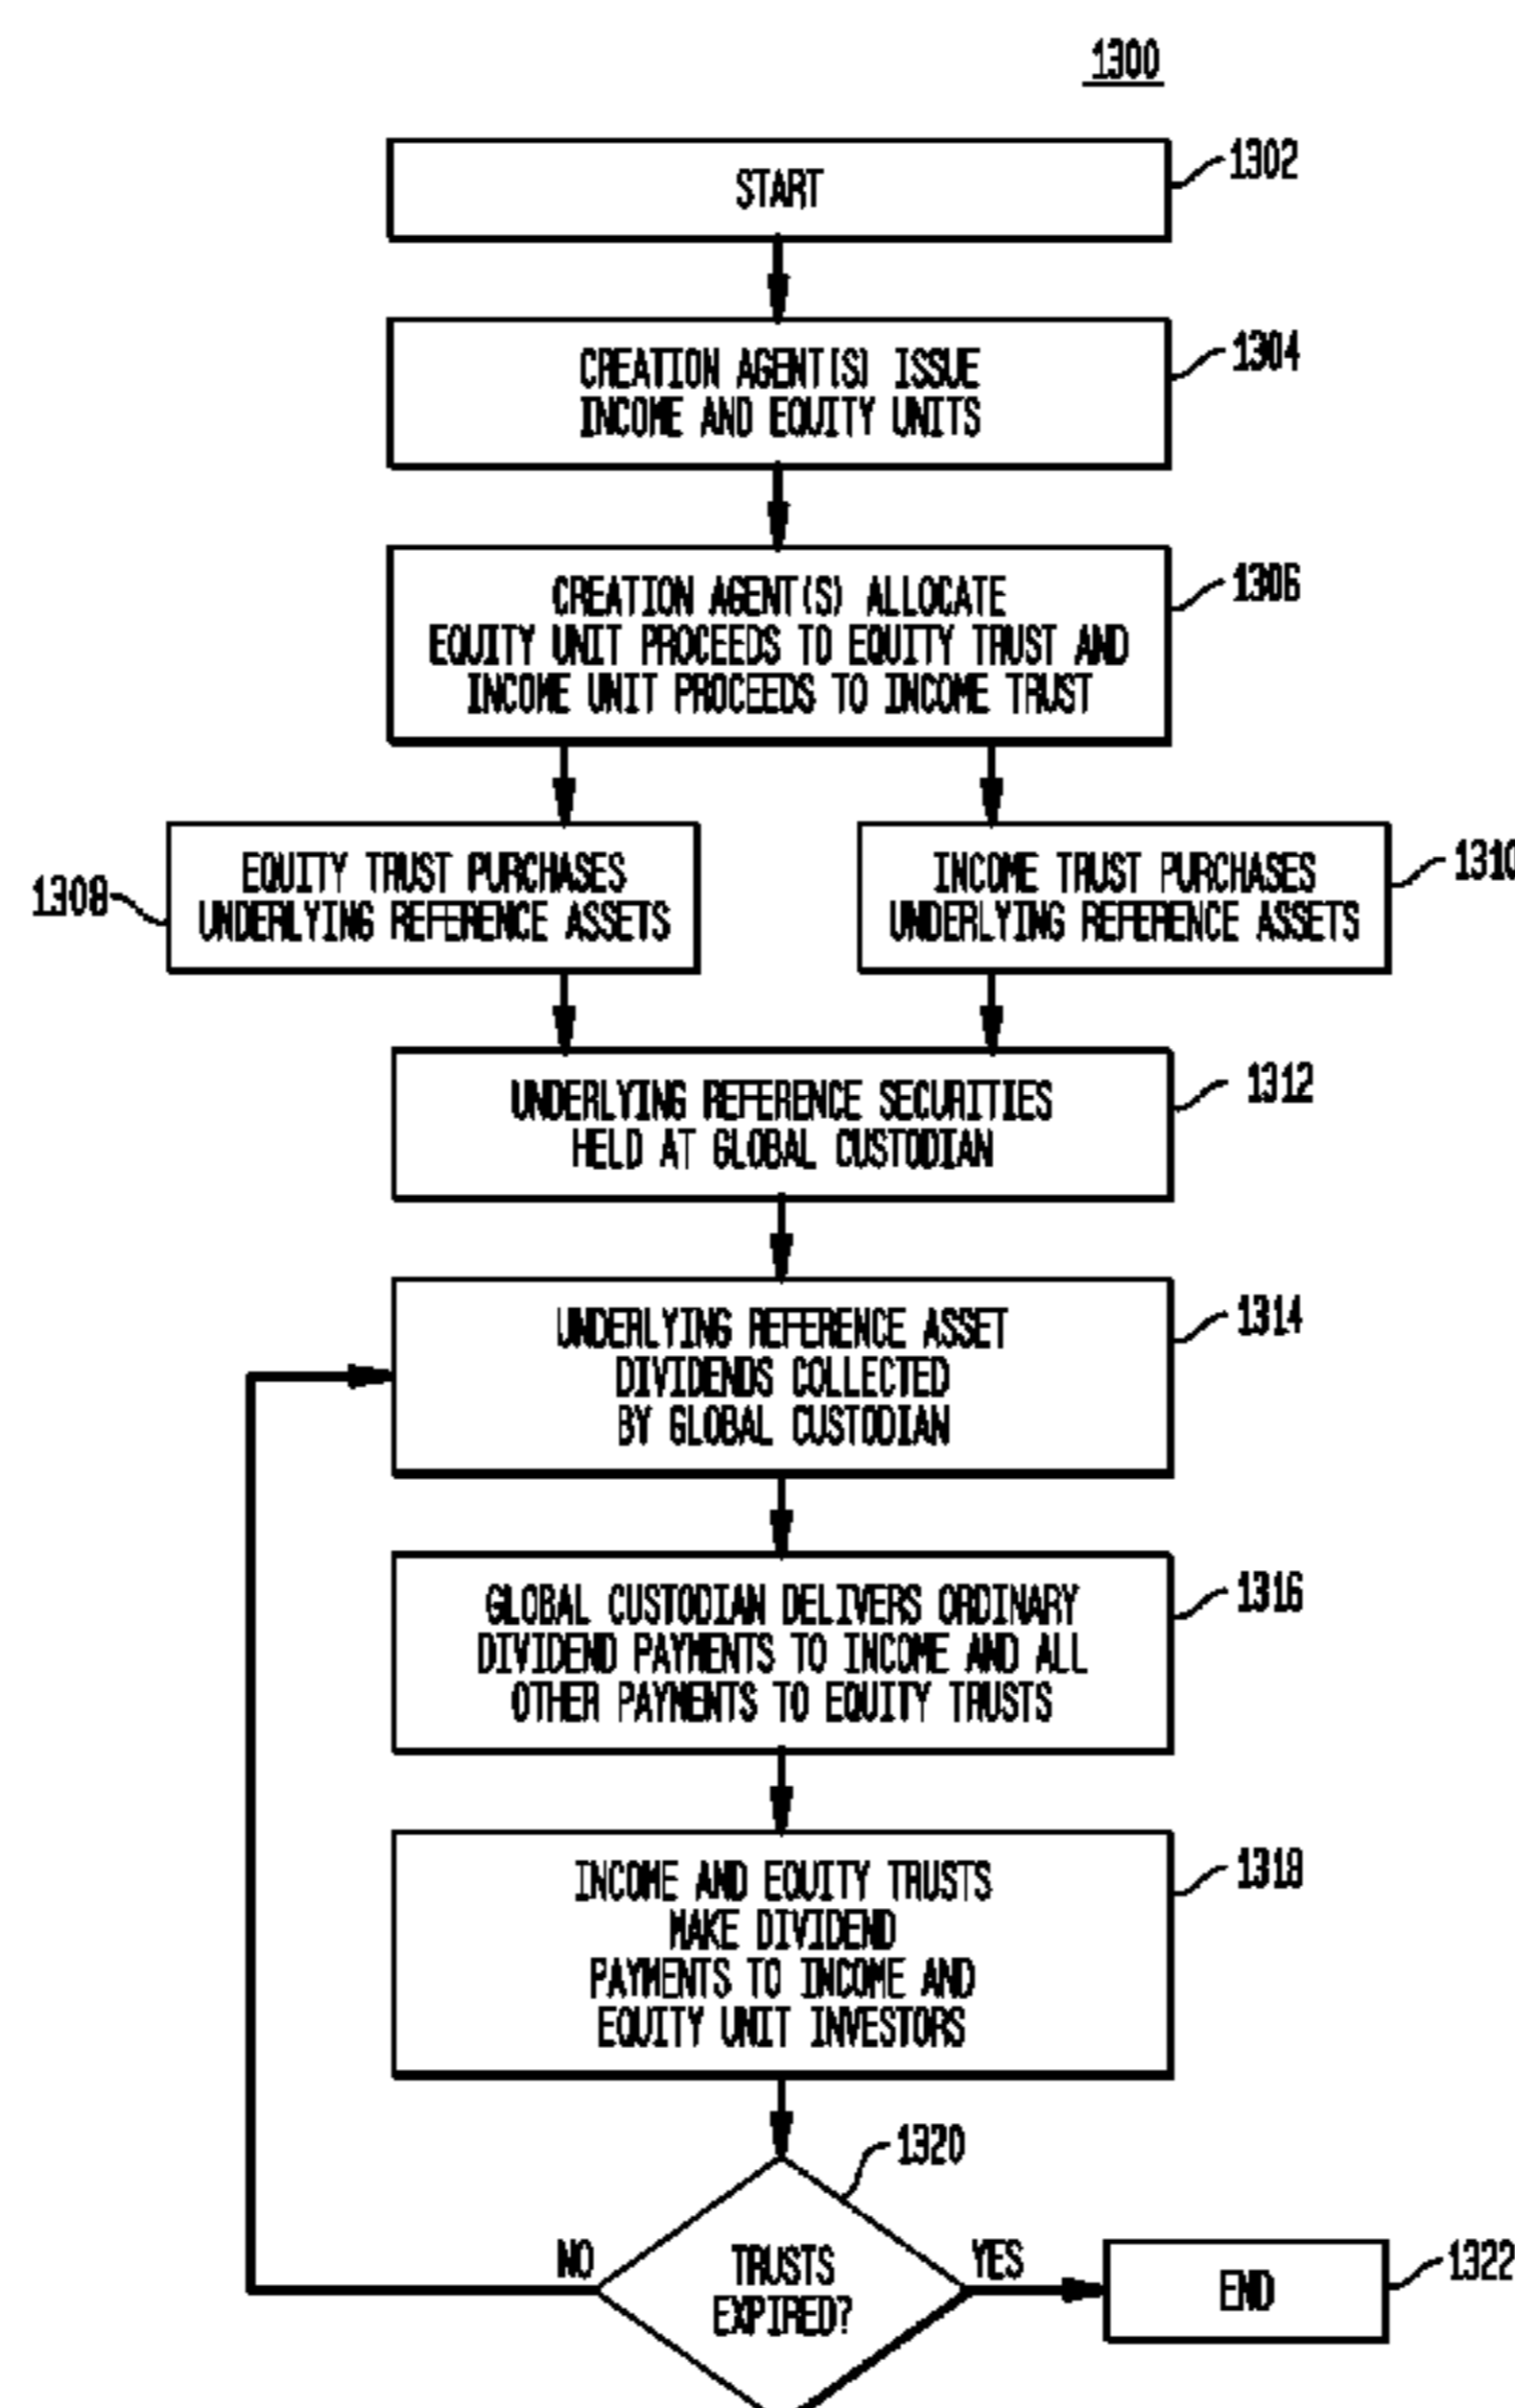 1300
START
1302
CREATION AGENT(S) ISSUE
INCOME AND EQUITY UNITS
1304
CREATION AGENT(S) ALLOCATE
EQUITY UNIT PROCEEDS TO EQUITY TRUST AND
INCOME UNIT PROCEEDS TO INCOME TRUST
1306
1308
EQUITY TRUST PURCHASES
UNDERLYING REFERENCE ASSETS
INCOME TRUST PURCHASES
UNDERLYING REFERENCE ASSETS
1310
UNDERLYING REFERENCE SECURITIES
HELD AT GLOBAL CUSTODIAN
1312
UNDERLYING REFERENCE ASSET
DIVIDENDS COLLECTED
BY GLOBAL CUSTODIAN
1314
GLOBAL CUSTODIAN DELIVERS ORDINARY
DIVIDEND PAYMENTS TO INCOME AND ALL
OTHER PAYMENTS TO EQUITY TRUSTS
1316
INCOME AND EQUITY TRUSTS
MAKE DIVIDEND
PAYMENTS TO INCOME AND
EQUITY UNIT INVESTORS
1318
1320
NO
TRUSTS
EXPIRED?
YES
END
1322